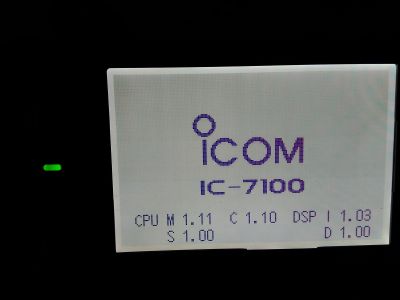 iCOM
IC-7100
CPU M 1.11 C 1.10 DSP I 1.03
S 1.00 D 1.00